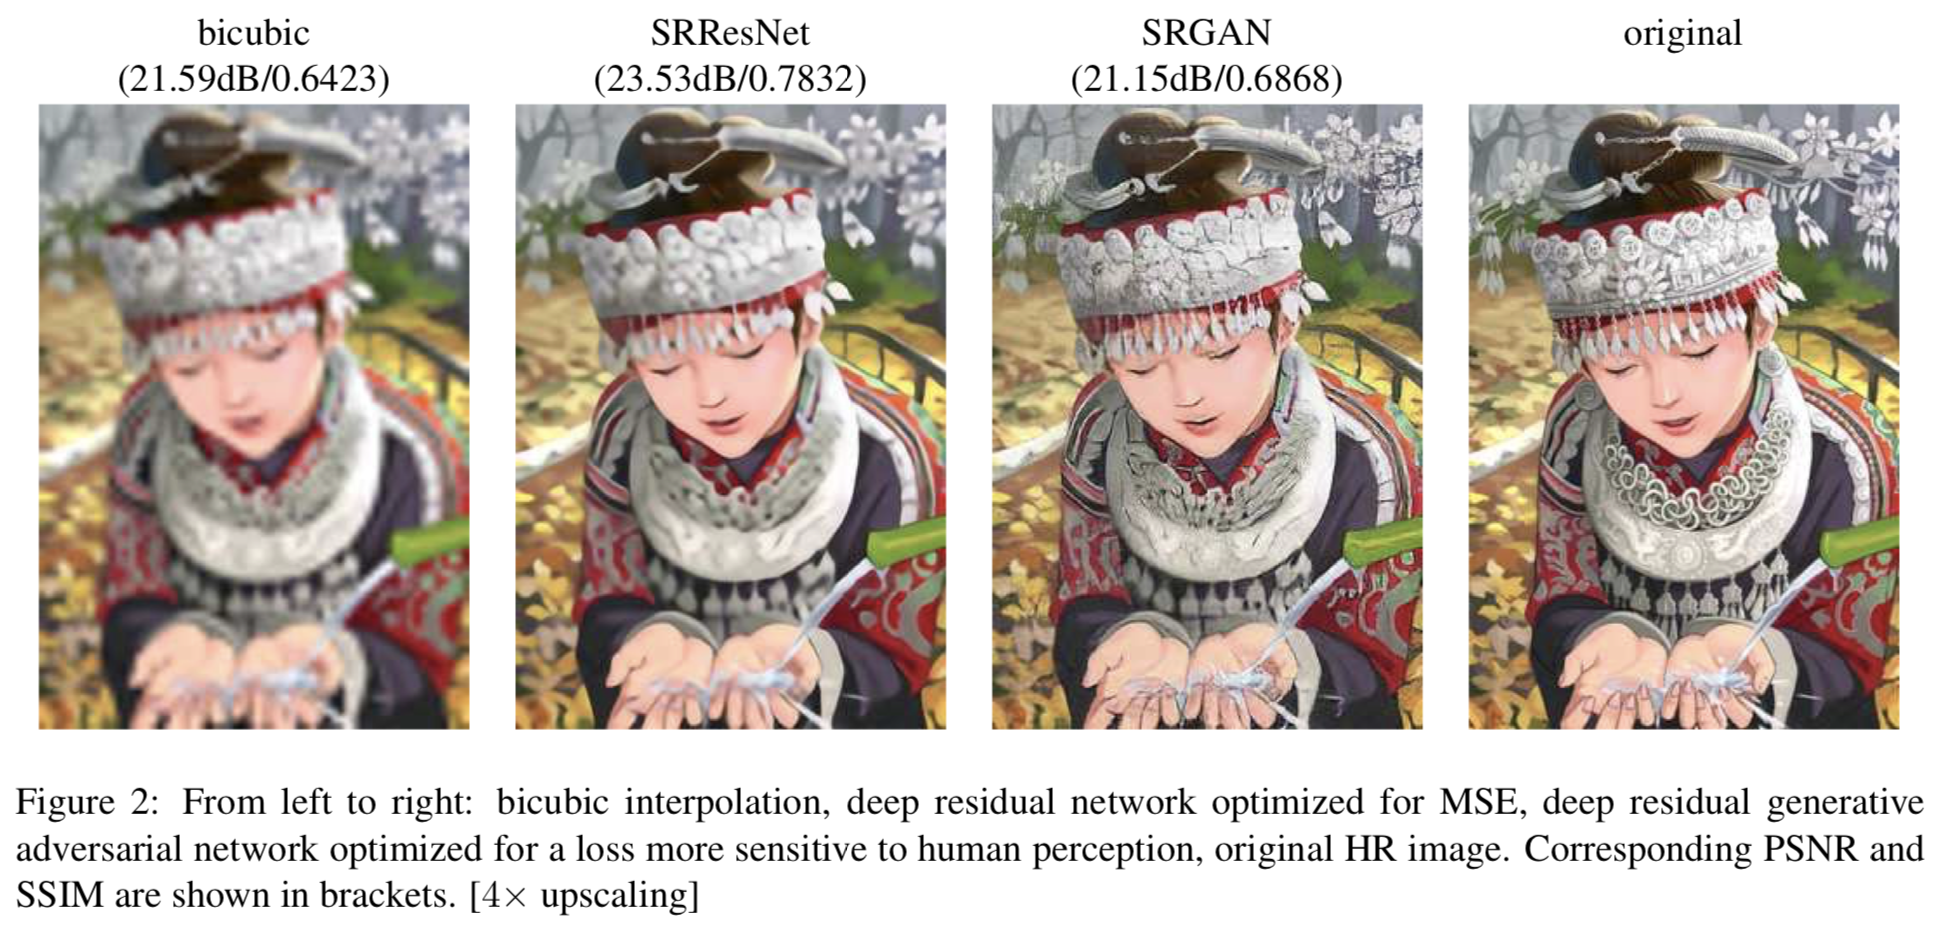 bicubic
(21.59dB/0.6423)
SRResNet
(23.53dB/0.7832)
SRGAN
(21.15dB/0.6868)
original
Figure 2: From left to right: bicubic interpolation, deep residual network optimized for MSE, deep residual generative
adversarial network optimized for a loss more sensitive to human perception, original HR image. Corresponding PSNR and
SSIM are shown in brackets. [4× upscaling]